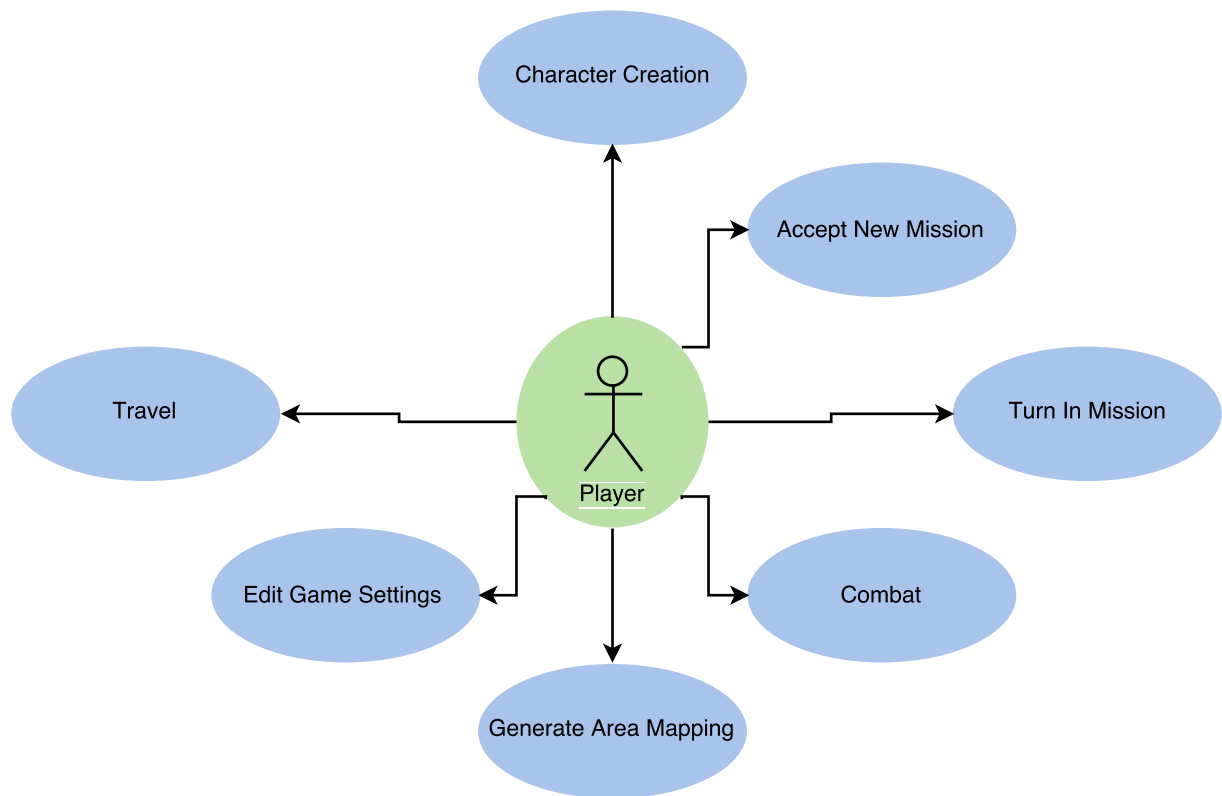 Character Creation
Accept New Mission
Travel
Turn In Mission
Player
Edit Game Settings
Combat
Generate Area Mapping